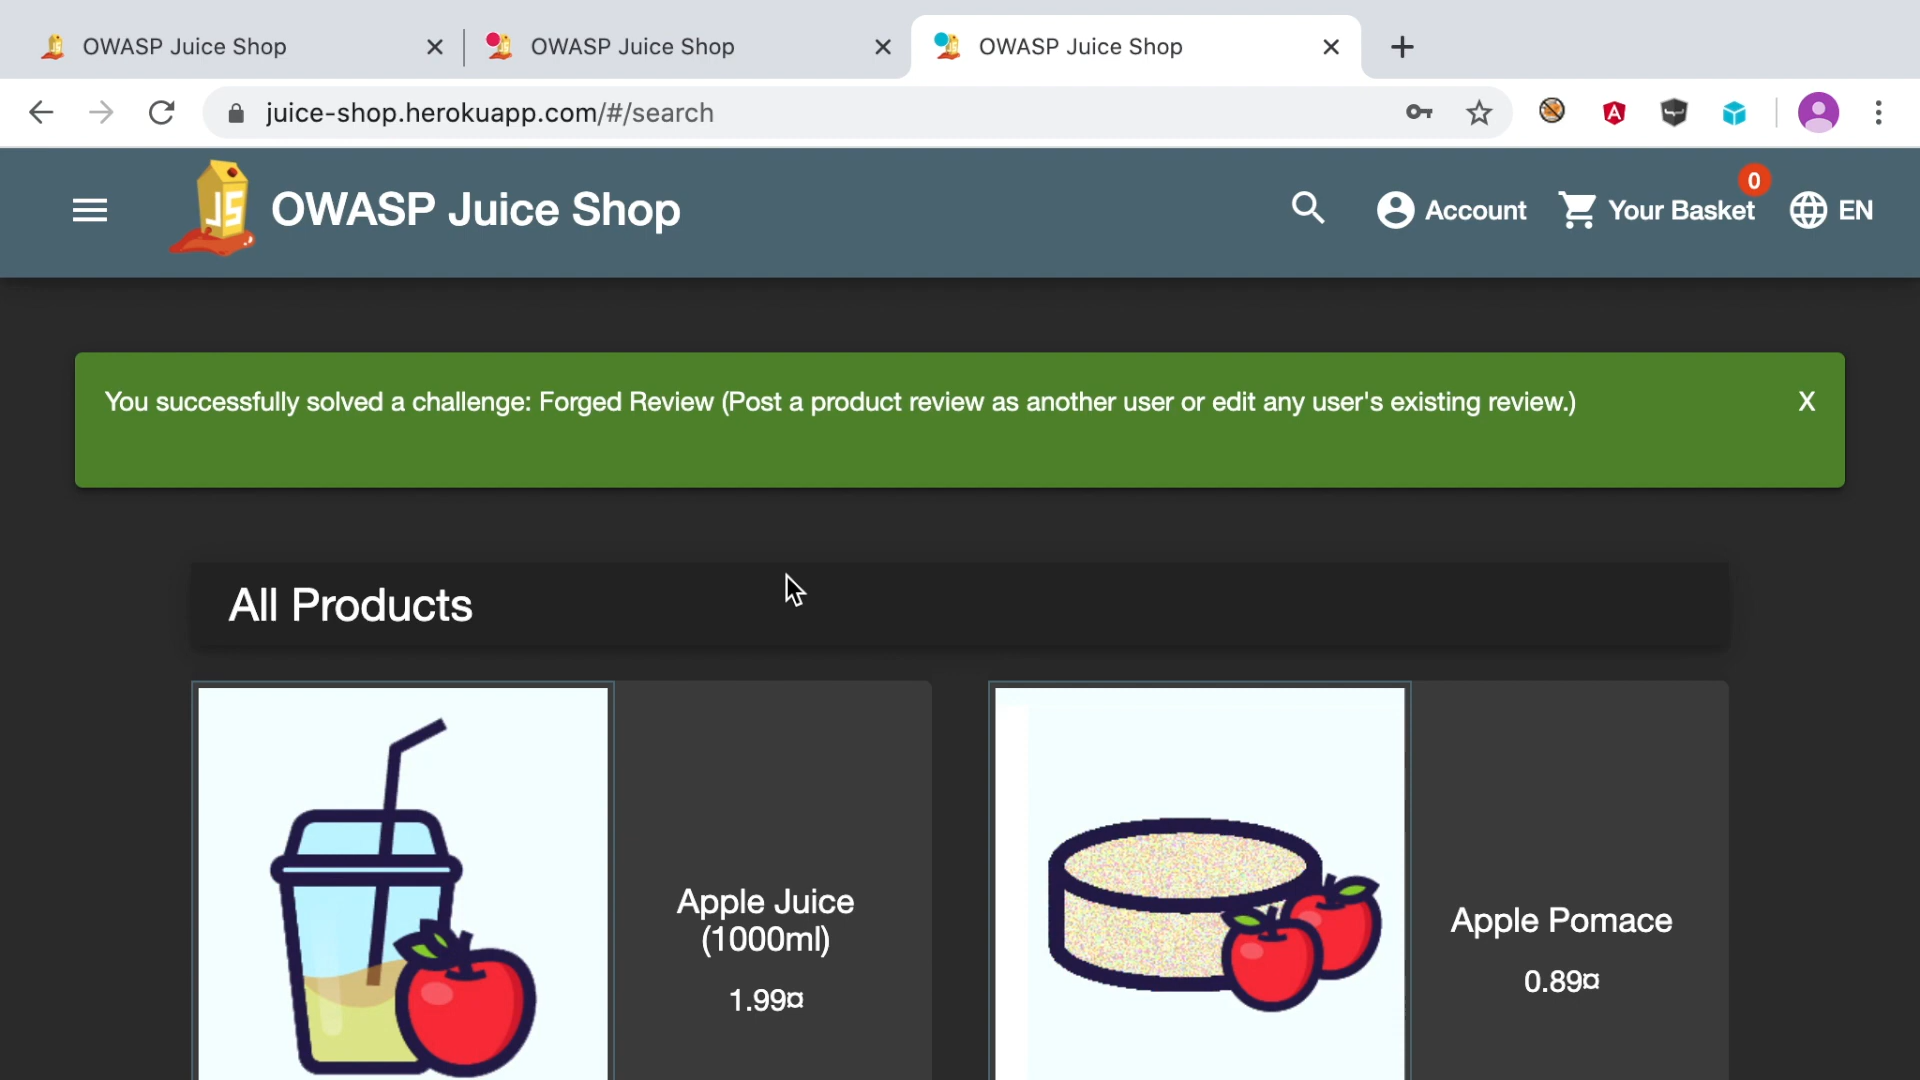 OWASP Juice Shop
OWASP Juice Shop
OWASP Juice Shop
juice-shop.herokuapp.com/#/search
JS
OWASP Juice Shop
Account
Your Basket
0
EN
You successfully solved a challenge: Forged Review (Post a product review as another user or edit any user's existing review.)
X
All Products
Apple Juice
(1000ml)
1.99¤
Apple Pomace
0.89¤